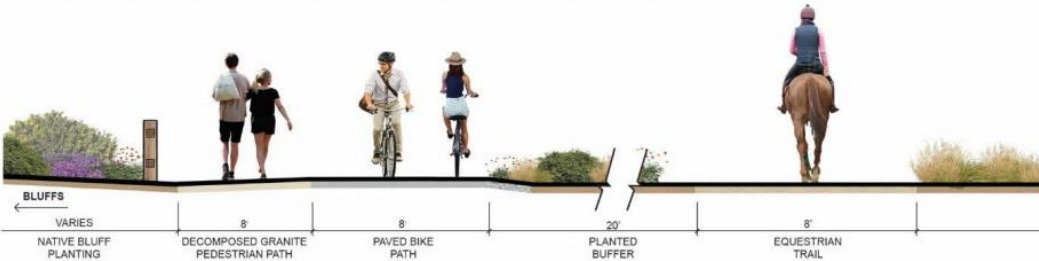 BLUFFS
VARIES
8'
8'
20'
8'
NATIVE BLUFF
PLANTING
DECOMPOSED GRANITE
PEDESTRIAN PATH
PAVED BIKE
PATH
PLANTED
BUFFER
EQUESTRIAN
TRAIL